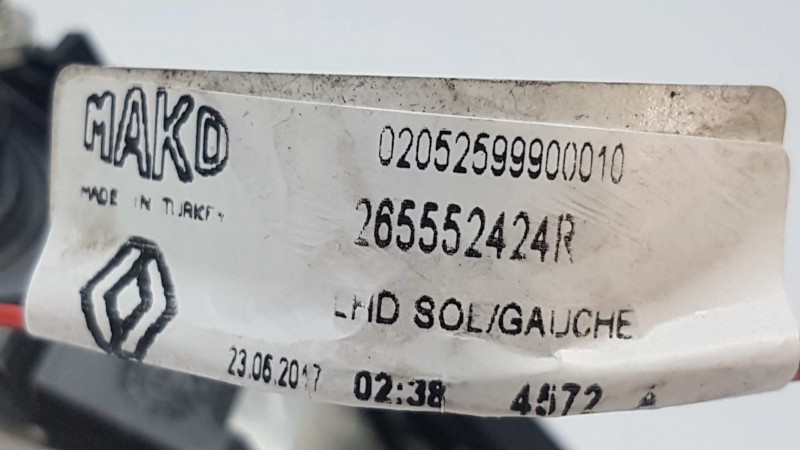 MAKO
02052599900010
MADE IN TURKEY
265552424R
LHD SOL/GAUCHE
23.06.2017 02:38 4572 A